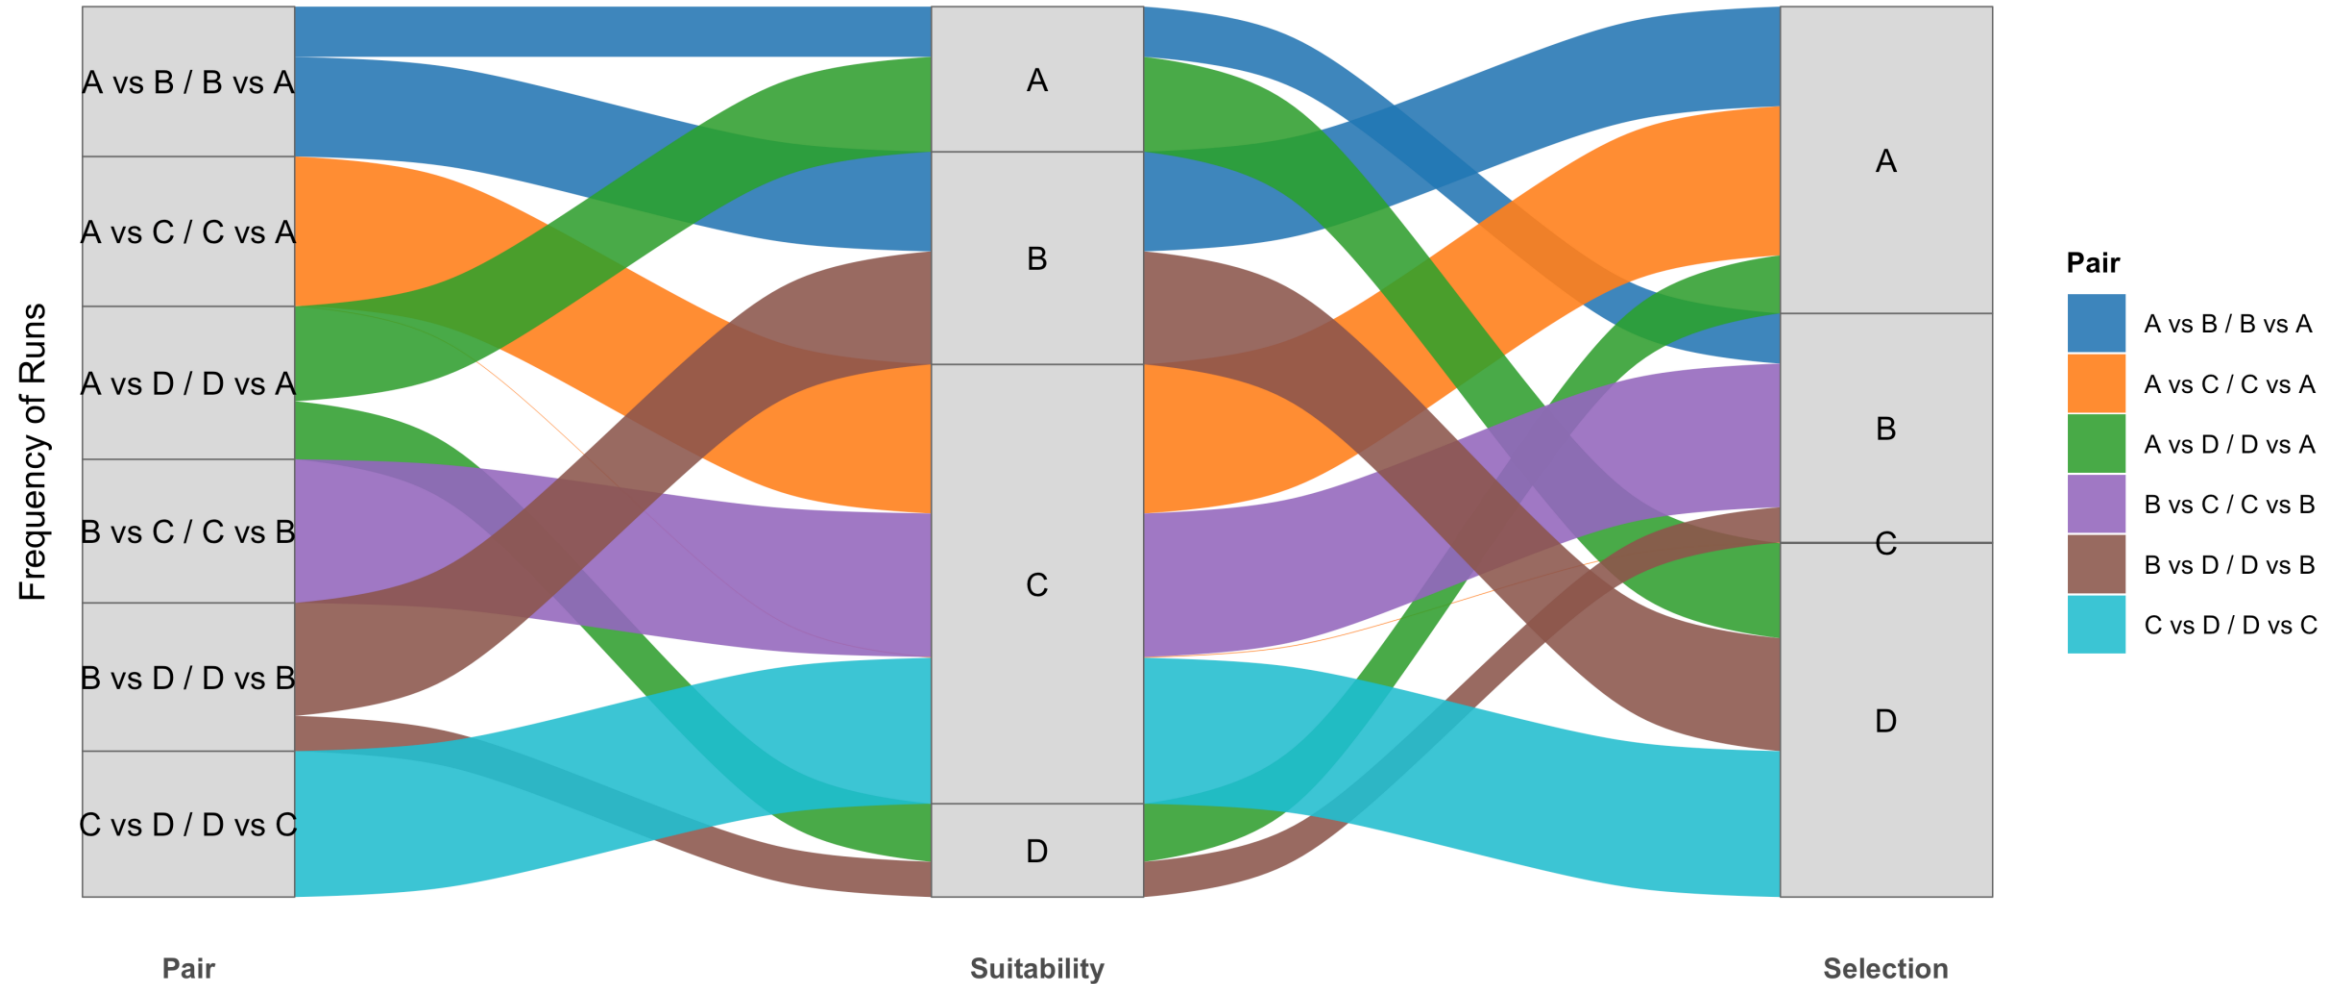 Frequency of Runs
A vs B / B vs A
A vs C / C vs A
A vs D / D vs A
B vs C / C vs B
B vs D / D vs B
C vs D / D vs C
A
B
C
D
A
B
C
D
Pair
Suitability
Selection
Pair
A vs B / B vs A
A vs C / C vs A
A vs D / D vs A
B vs C / C vs B
B vs D / D vs B
C vs D / D vs C